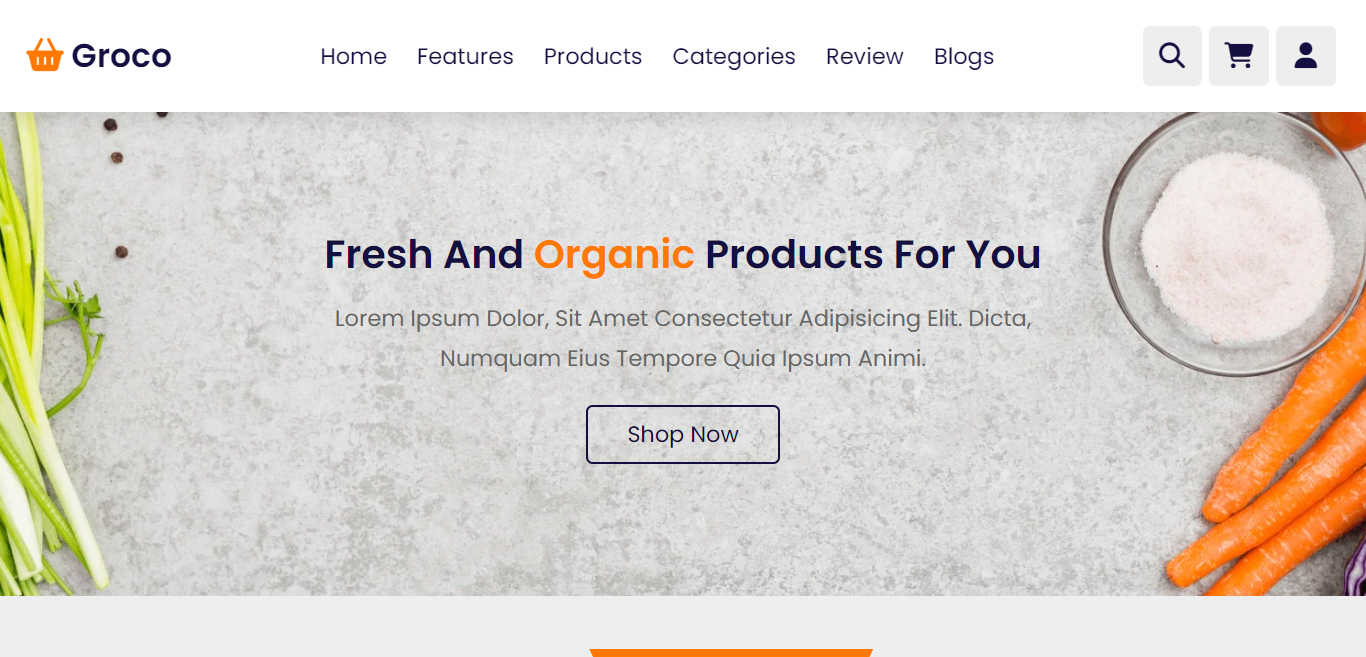 Groco
Home Features Products Categories Review Blogs
Fresh And Organic Products For You
Lorem Ipsum Dolor, Sit Amet Consectetur Adipisicing Elit. Dicta,
Numquam Eius Tempore Quia Ipsum Animi.
Shop Now